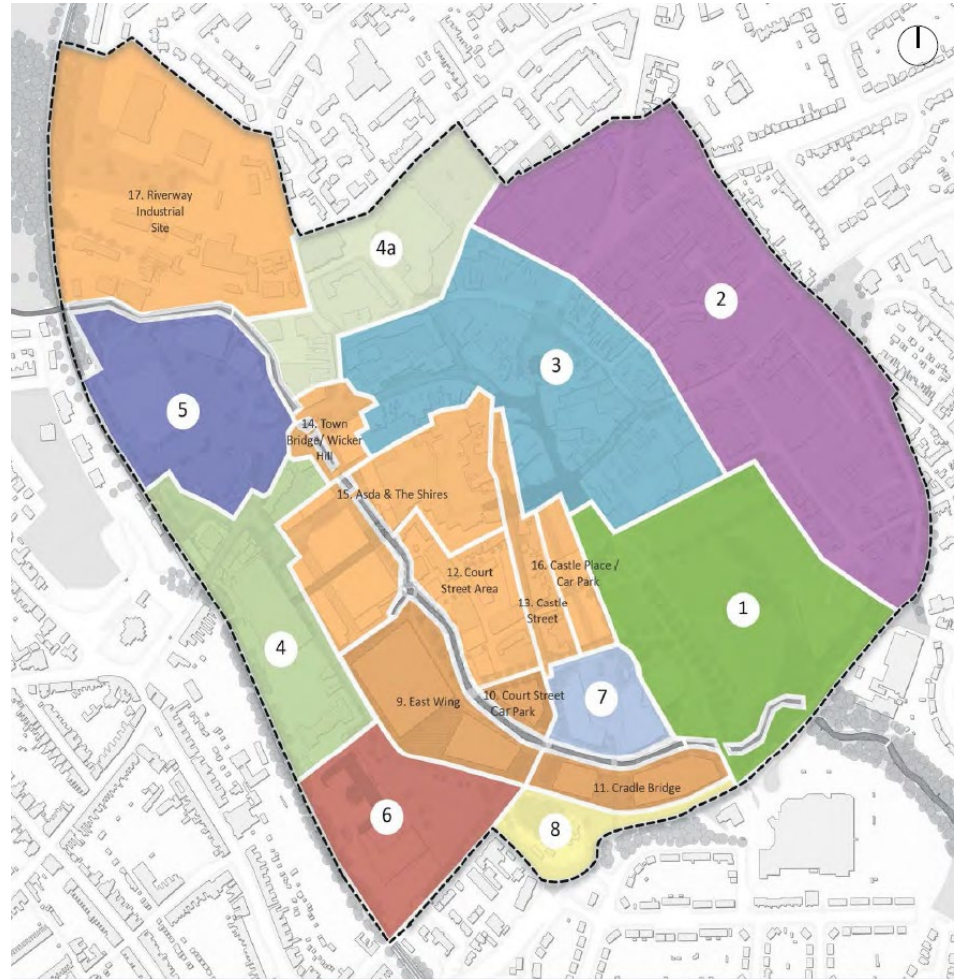 17. Riverway
Industrial
Site
4a
2
3
5
14. Town
Bridge/ Wicker
Hill
15. Asda & The Shires
12. Court
Street Area
16. Castle Place /
Car Park
13. Castle
Street
1
4
9. East Wing
10. Court Street
Car Park
7
11. Cradle Bridge
6
8